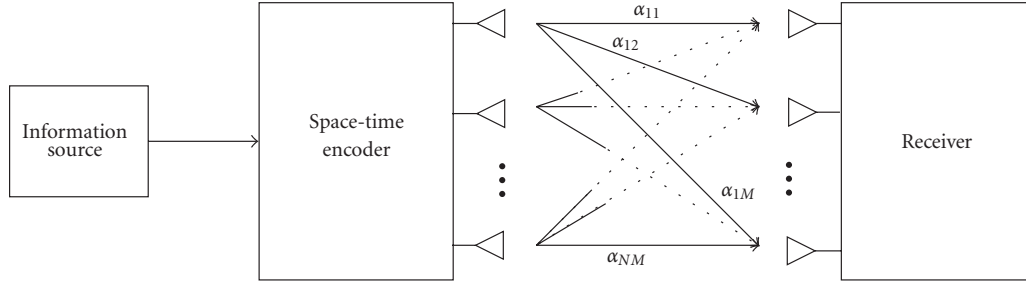 α11
α12
Information
source
Space-time
encoder
Receiver
α1M
αNM